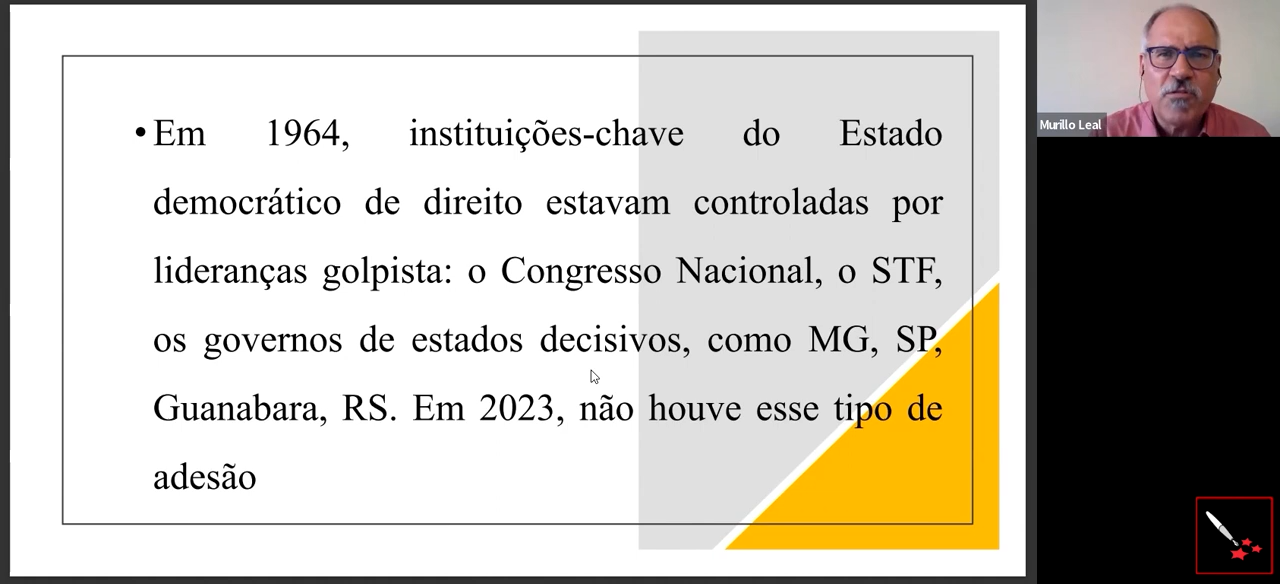 • Em 1964, instituições-chave do Estado
democrático de direito estavam controladas por
lideranças golpista: o Congresso Nacional, o STF,
os governos de estados decisivos, como MG, SP,
Guanabara, RS. Em 2023, não houve esse tipo de
adesão
Murillo Leal